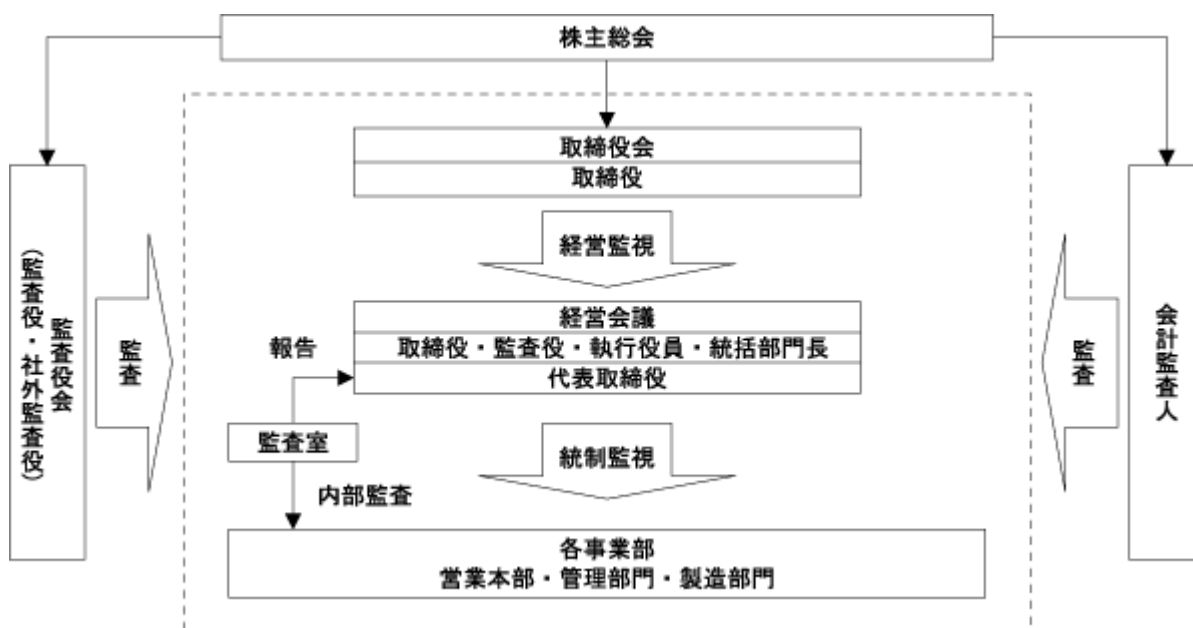 株主総会
取締役会
取締役
経営監視
経営会議
取締役・監査役・執行役員・統括部門長
代表取締役
報告
監査室
内部監査
統制監視
各事業部
営業本部・管理部門・製造部門
監査役会
(監査役・社外監査役)
監査
監査
会計監査人